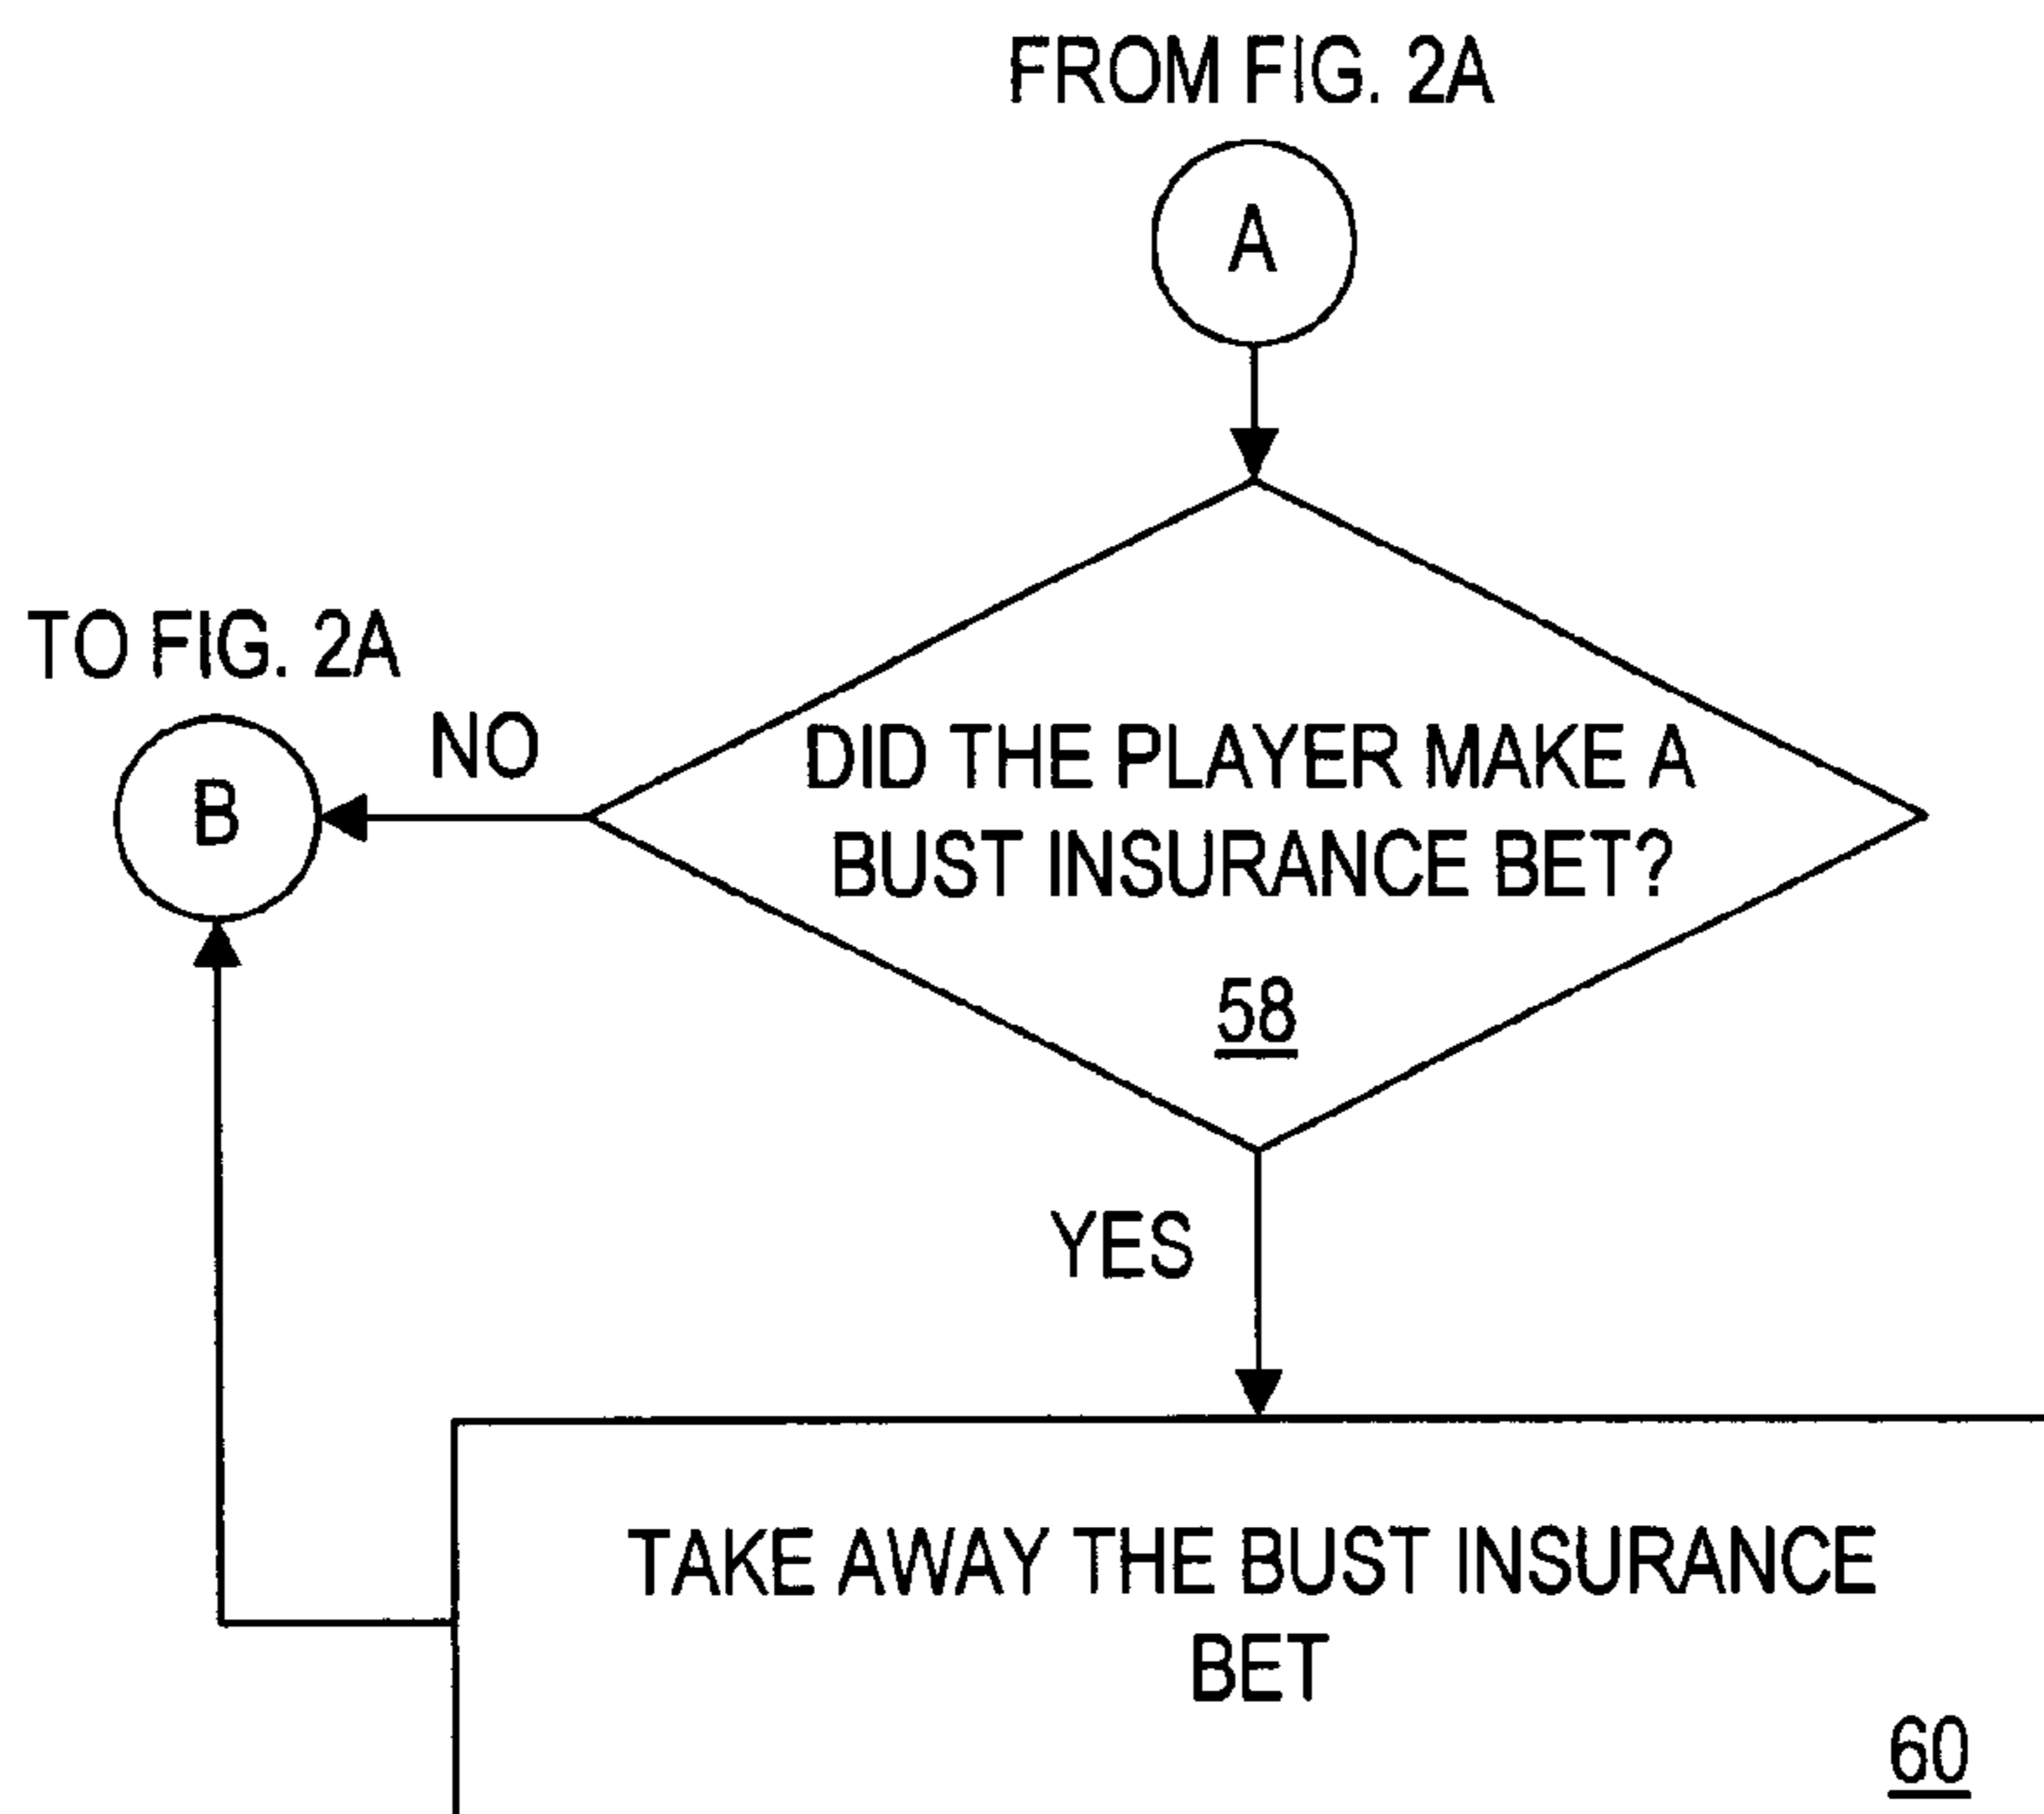 FROM FIG. 2A
A
TO FIG. 2A
NO
B
DID THE PLAYER MAKE A
BUST INSURANCE BET?
58
YES
TAKE AWAY THE BUST INSURANCE
BET
60